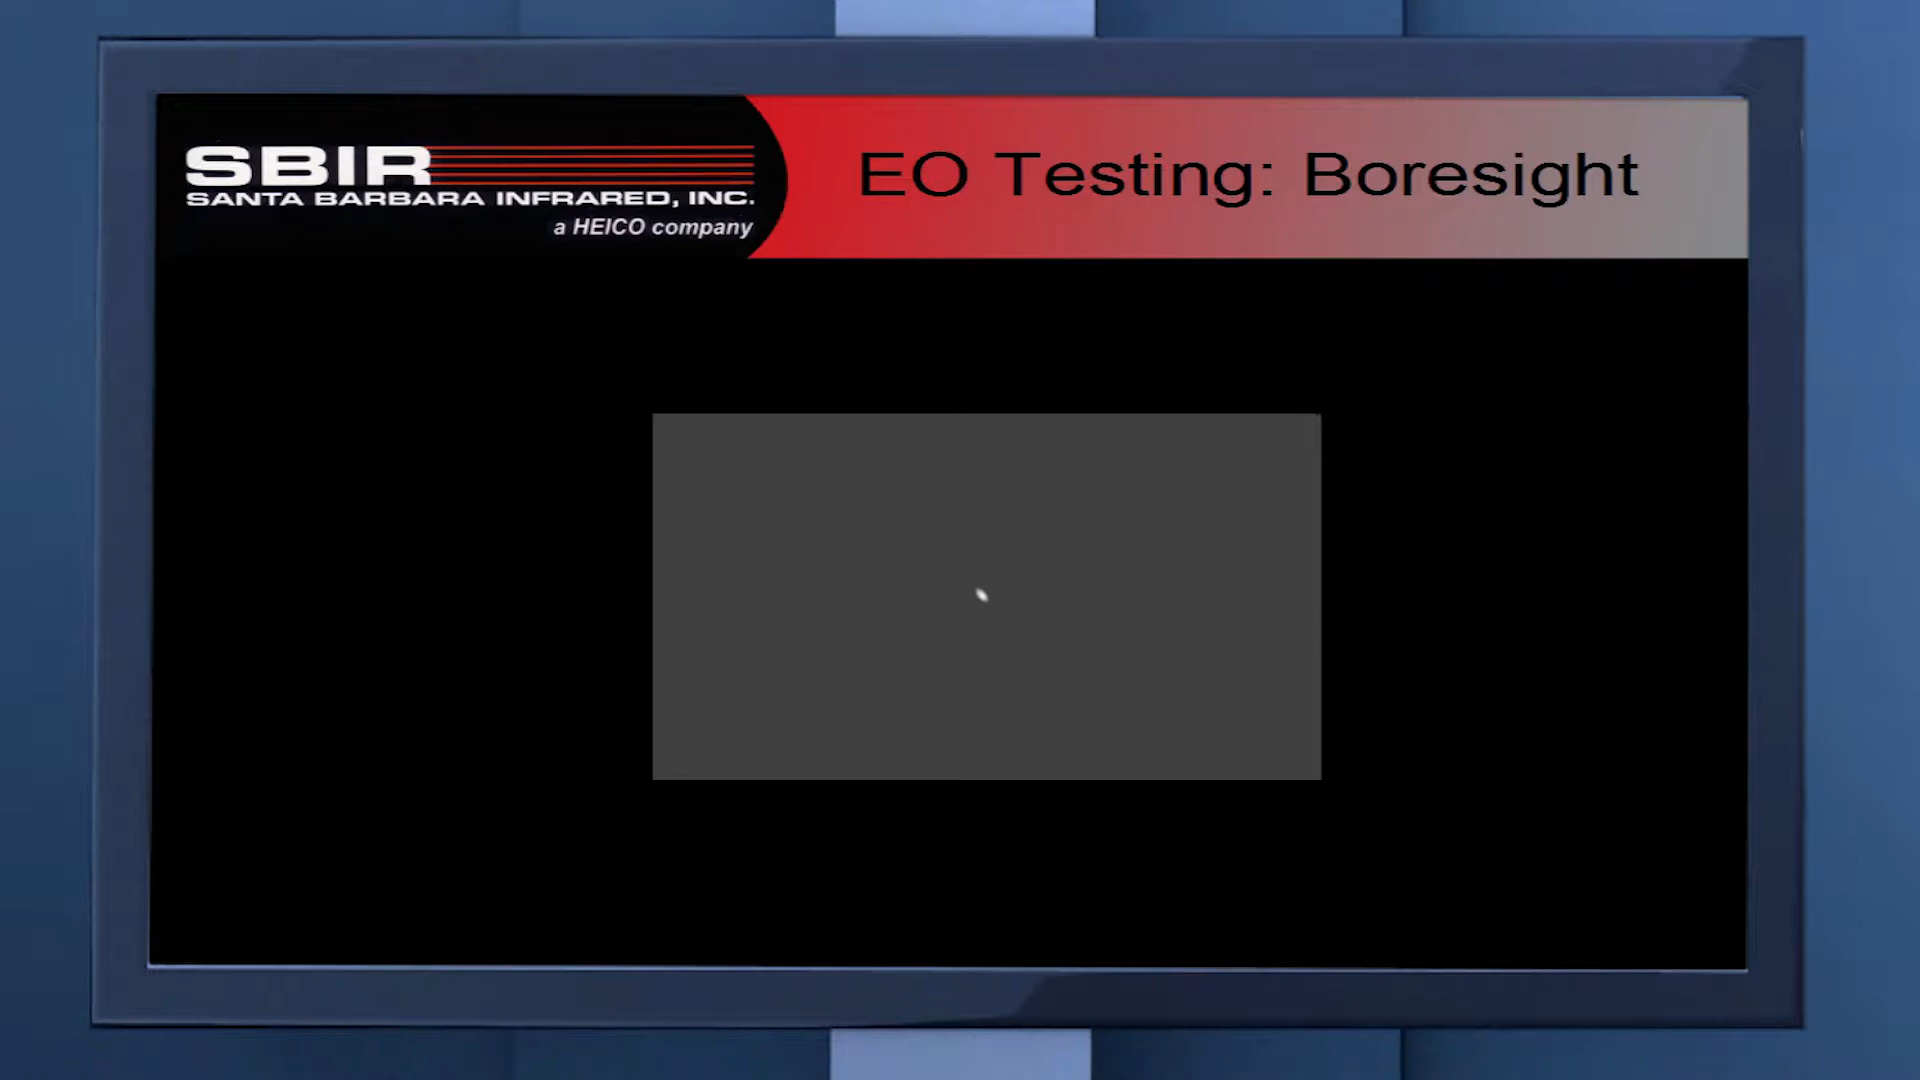 SBIR
SANTA BARBARA INFRARED, INC.
a HEICO company
EO Testing: Boresight